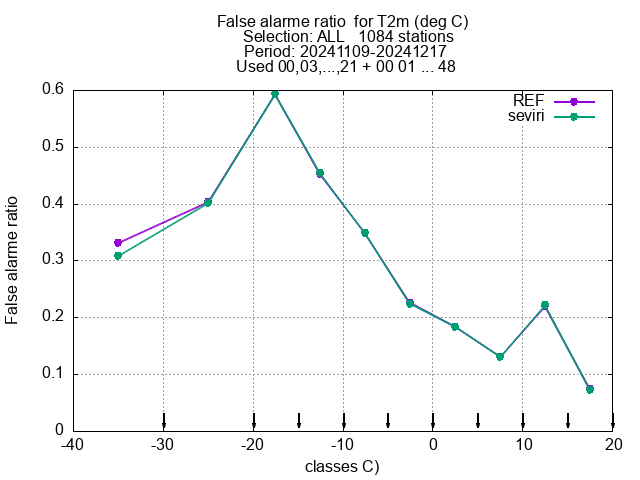 False alarme ratio  for T2m (deg C)
Selection: ALL   1084 stations
Period: 20241109-20241217
Used 00,03,...,21 + 00 01 ... 48
REF
seviri
False alarme ratio
0.6
0.5
0.4
0.3
0.2
0.1
0
-40 -30 -20 -10 0 10 20
classes C)